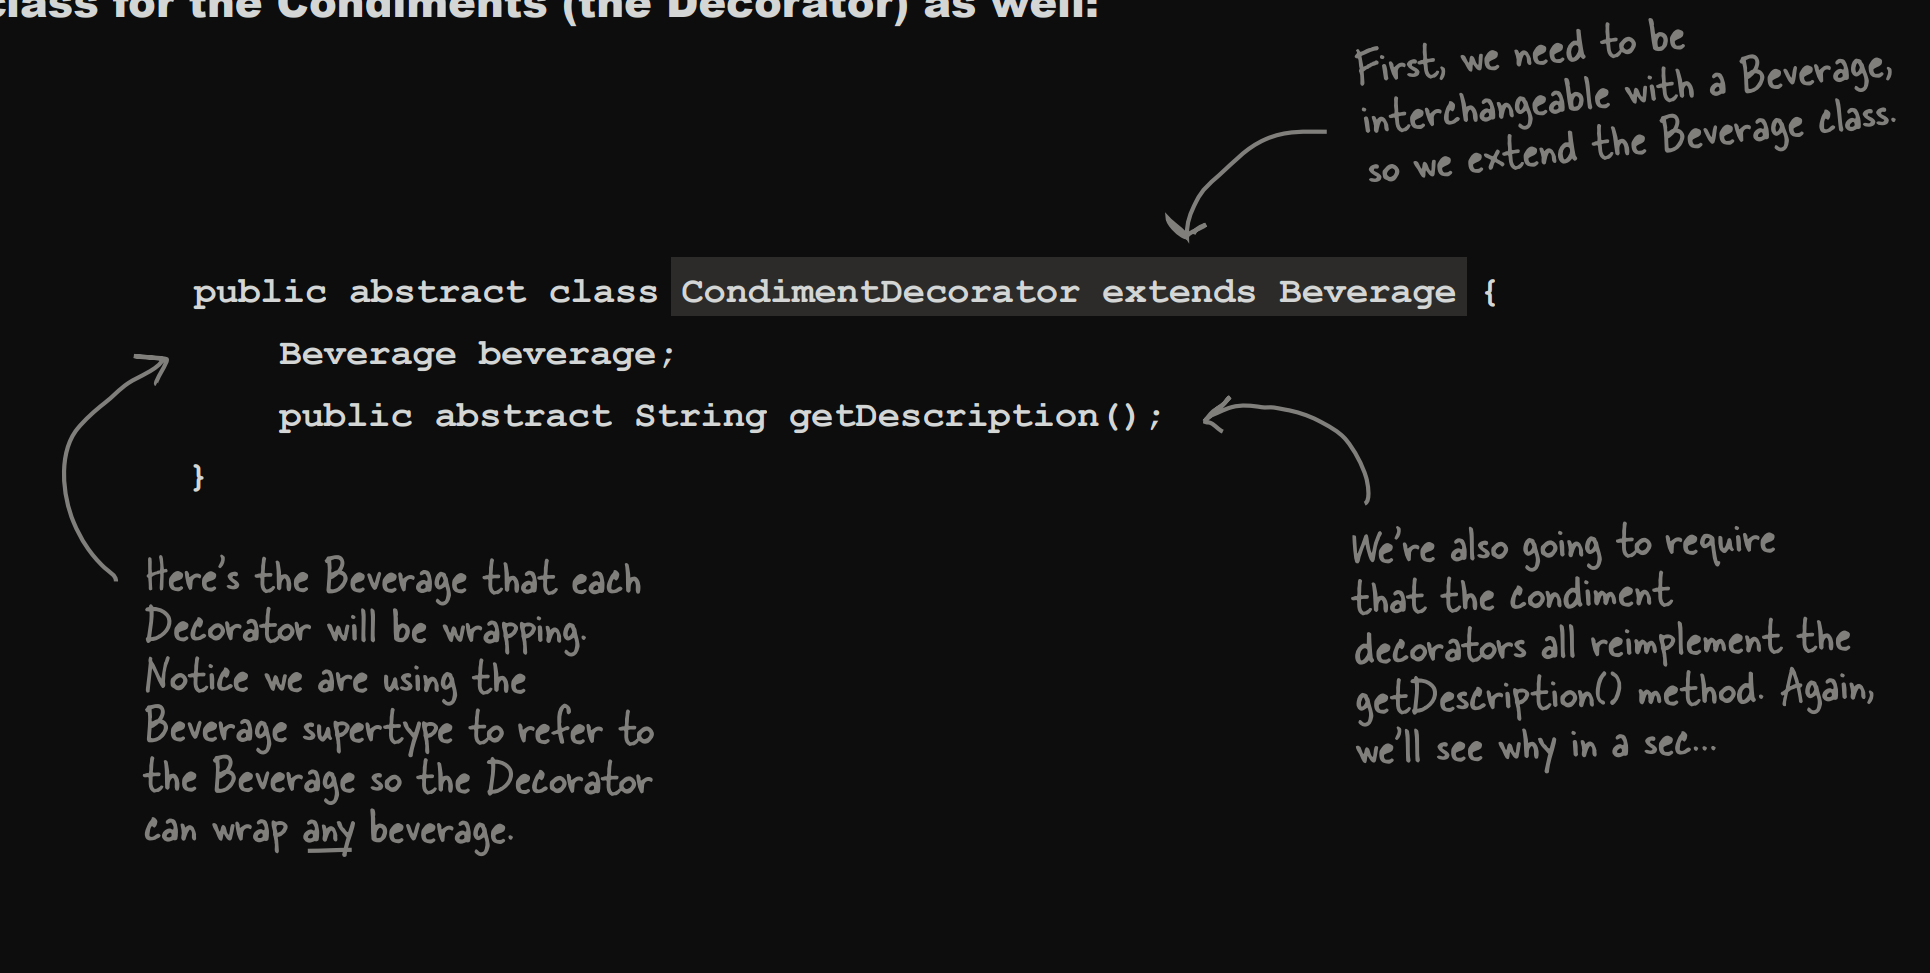 class for the Condiments (the Decorator) as well:
First, we need to be
interchangeable with a Beverage,
so we extend the Beverage class.
public abstract class CondimentDecorator extends Beverage {
Beverage beverage;
public abstract String getDescription();
}
Here's the Beverage that each
Decorator will be wrapping.
Notice we are using the
Beverage supertype to refer to
the Beverage so the Decorator
can wrap any beverage.
We're also going to require
that the condiment
decorators all reimplement the
getDescription() method. Again,
we'll see why in a sec...